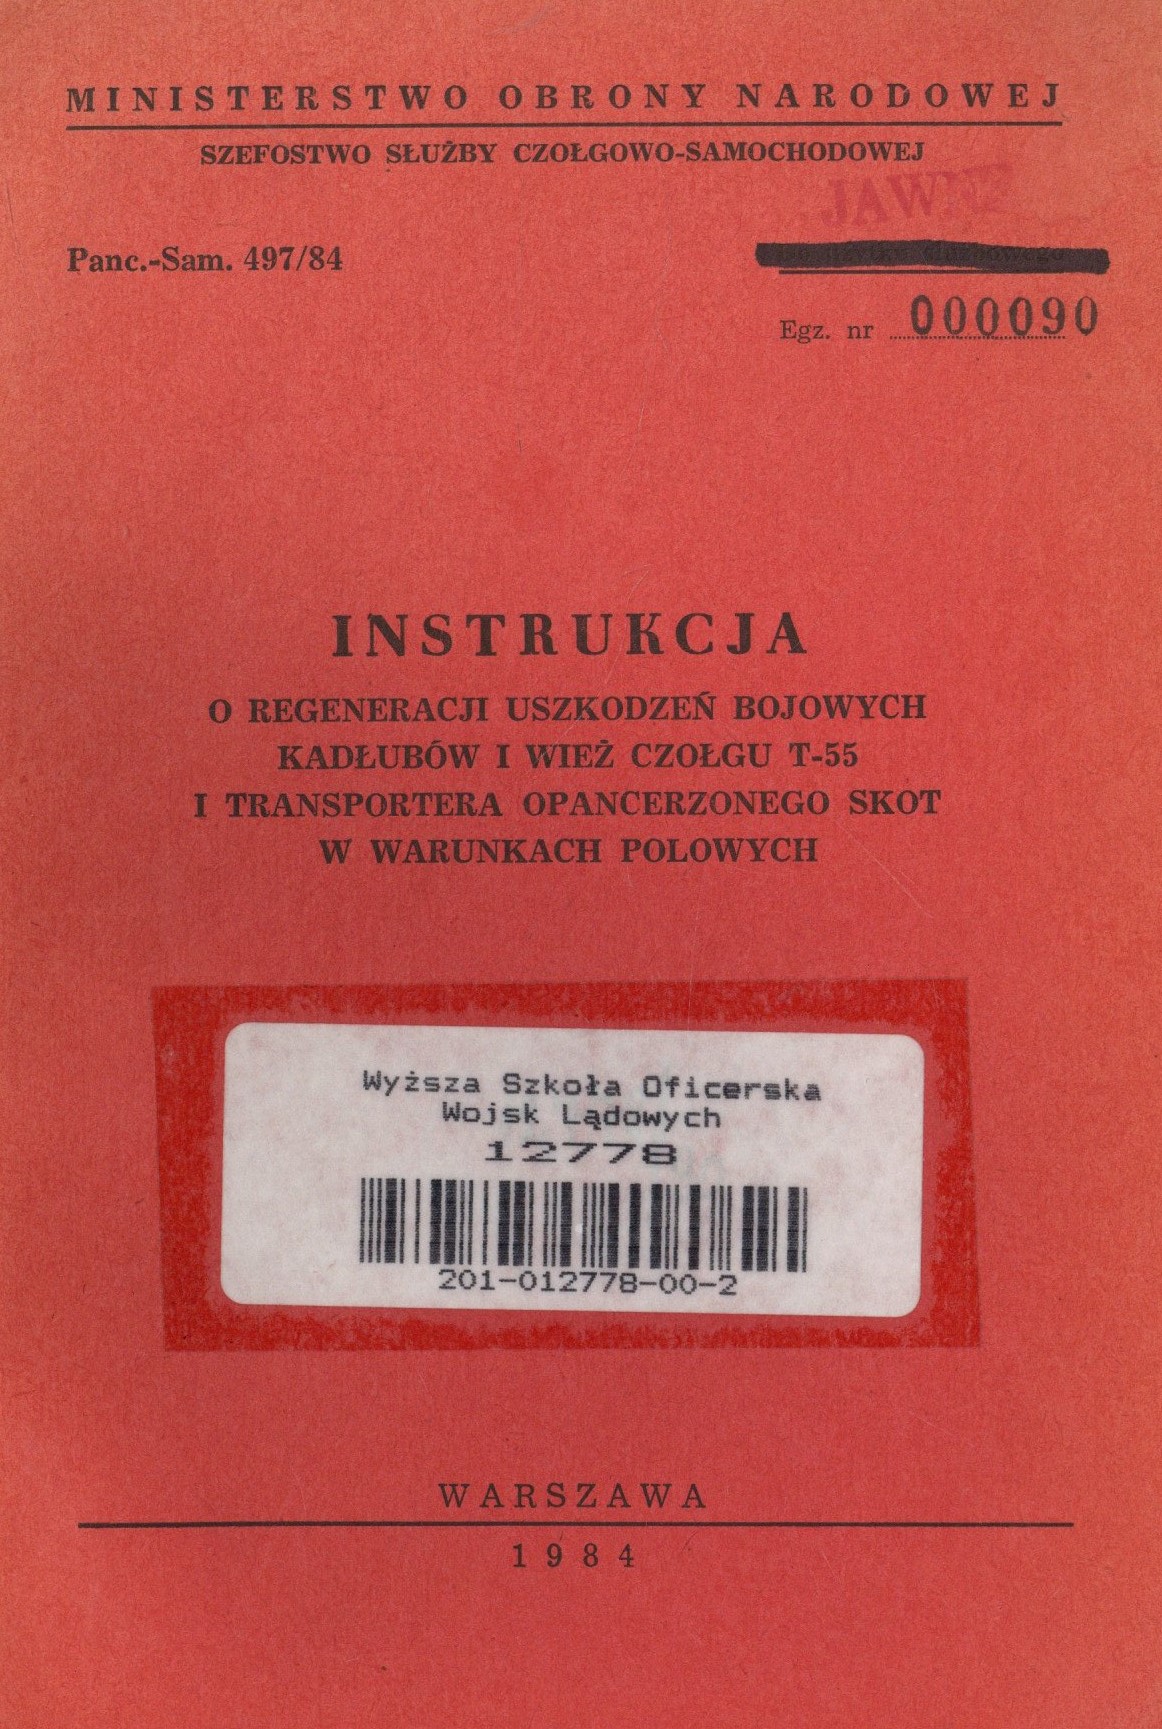 MINISTERSTWO OBRONY NARODOWEJ
SZEFOSTWO SŁUŻBY CZOŁGOWO-SAMOCHODOWEJ
JAWNE
Panc.-Sam. 497/84
służbowego
Egz. nr 000090
INSTRUKCJA
O REGENERACJI USZKODZEŃ BOJOWYCH
KADŁUBÓW I WIEŻ CZOŁGU T-55
I TRANSPORTERA OPANCERZONEGO SKOT
W WARUNKACH POLOWYCH
Wyższa Szkoła Oficerska
Wojsk Lądowych
12778
201-012778-00-2
WARSZAWA
1984